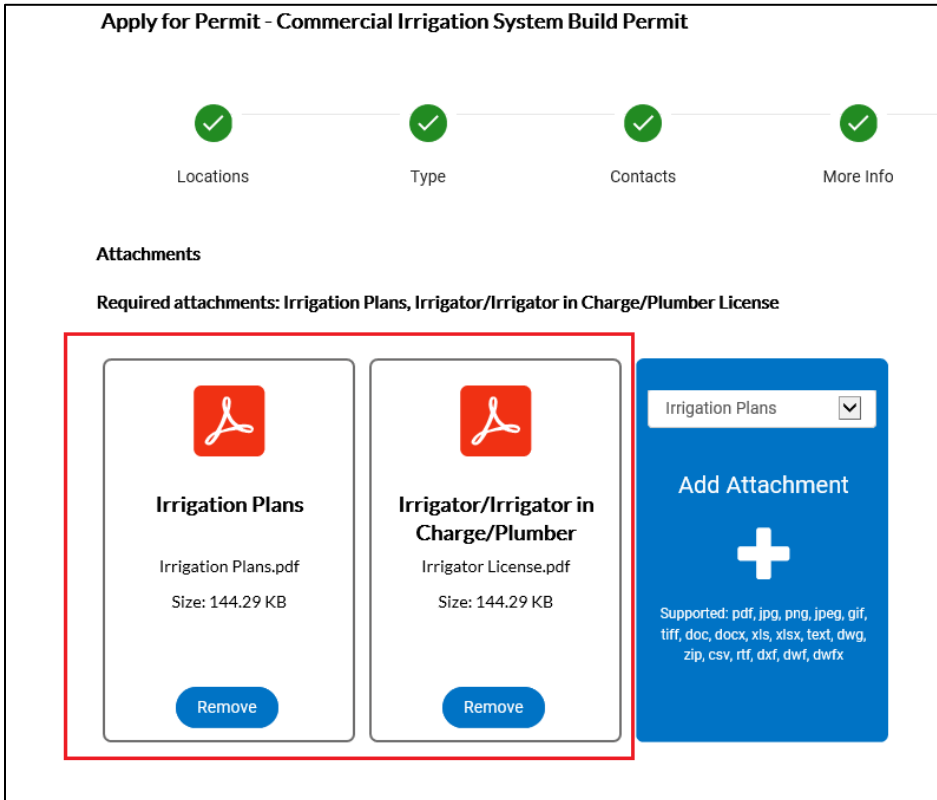 Apply for Permit - Commercial Irrigation System Build Permit
Locations
Type
Contacts
More Info
Attachments
Required attachments: Irrigation Plans, Irrigator/Irrigator in Charge/Plumber License
Irrigation Plans
Irrigation Plans.pdf
Size: 144.29 KB
Remove
Irrigator/Irrigator in
Charge/Plumber
Irrigator License.pdf
Size: 144.29 KB
Remove
Irrigation Plans
Add Attachment
Supported: pdf, jpg, png, jpeg, gif,
tiff, doc, docx, xls, xlsx, text, dwg,
zip, csv, rtf, dxf, dwf, dwfx